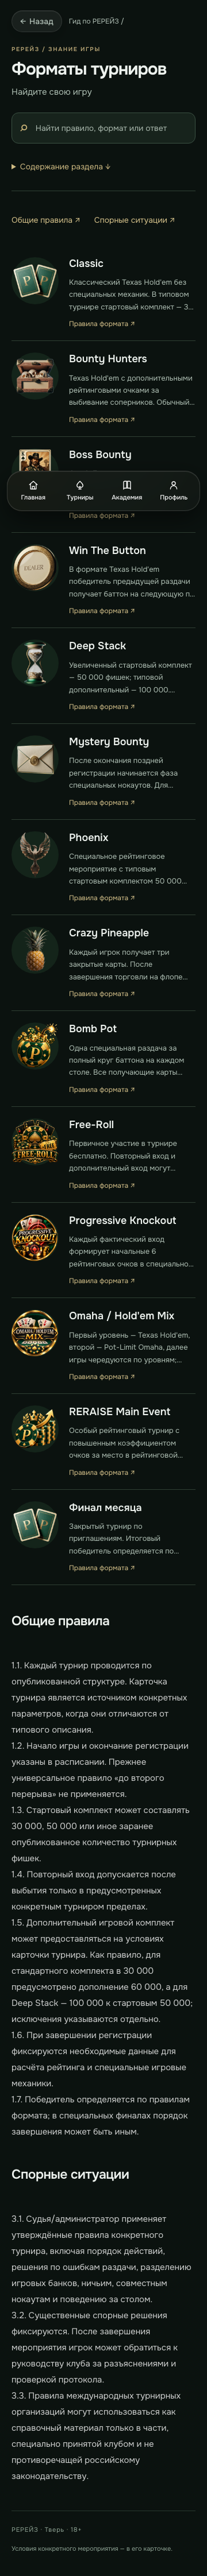 ← Назад
Гид по РЕРЕЙЗ /
РЕРЕЙЗ / ЗНАНИЕ ИГРЫ
Форматы турниров
Найдите свою игру
Найти правило, формат или ответ
▶ Содержание раздела ↓
Общие правила ↗ Спорные ситуации ↗
Classic
Классический Texas Hold'em без
специальных механик. В типовом
турнире стартовый комплект — 3...
Правила формата ↗
Bounty Hunters
Texas Hold'em с дополнительными
рейтинговыми очками за
выбивание соперников. Обычный...
Правила формата ↗
Boss Bounty
Главная Турниры Академия Профиль
Правила формата ↗
DEALER
Win The Button
В формате Texas Hold'em
победитель предыдущей раздачи
получает баттон на следующую п...
Правила формата ↗
Deep Stack
Увеличенный стартовый комплект
— 50 000 фишек; типовой
дополнительный — 100 000....
Правила формата ↗
Mystery Bounty
После окончания поздней
регистрации начинается фаза
специальных нокаутов. Для...
Правила формата ↗
Phoenix
Специальное рейтинговое
мероприятие с типовым
стартовым комплектом 50 000...
Правила формата ↗
Crazy Pineapple
Каждый игрок получает три
закрытые карты. После
завершения торговли на флопе...
Правила формата ↗
Bomb Pot
Одна специальная раздача за
полный круг баттона на каждом
столе. Все получающие карты...
Правила формата ↗
FREE-ROLL
Free-Roll
Первичное участие в турнире
бесплатно. Повторный вход и
дополнительный вход могут...
Правила формата ↗
PROGRESSIVE
KNOCKOUT
Progressive Knockout
Каждый фактический вход
формирует начальные 6
рейтинговых очков в специально...
Правила формата ↗
OMAHA HOLD'EM
MIX
Omaha / Hold'em Mix
Первый уровень — Texas Hold'em,
второй — Pot-Limit Omaha, далее
игры чередуются по уровням;...
Правила формата ↗
RERAISE Main Event
Особый рейтинговый турнир с
повышенным коэффициентом
очков за место в рейтинговой...
Правила формата ↗
Финал месяца
Закрытый турнир по
приглашениям. Итоговый
победитель определяется по...
Правила формата ↗
Общие правила
1.1. Каждый турнир проводится по
опубликованной структуре. Карточка
турнира является источником конкретных
параметров, когда они отличаются от
типового описания.
1.2. Начало игры и окончание регистрации
указаны в расписании. Прежнее
универсальное правило «до второго
перерыва» не применяется.
1.3. Стартовый комплект может составлять
30 000, 50 000 или иное заранее
опубликованное количество турнирных
фишек.
1.4. Повторный вход допускается после
выбытия только в предусмотренных
конкретным турниром пределах.
1.5. Дополнительный игровой комплект
может предоставляться на условиях
карточки турнира. Как правило, для
стандартного комплекта в 30 000
предусмотрено дополнение 60 000, а для
Deep Stack — 100 000 к стартовым 50 000;
исключения указываются отдельно.
1.6. При завершении регистрации
фиксируются необходимые данные для
расчёта рейтинга и специальные игровые
механики.
1.7. Победитель определяется по правилам
формата; в специальных финалах порядок
завершения может быть иным.
Спорные ситуации
3.1. Судья/администратор применяет
утверждённые правила конкретного
турнира, включая порядок действий,
решения по ошибкам раздачи, разделению
игровых банков, ничьим, совместным
нокаутам и поведению за столом.
3.2. Существенные спорные решения
фиксируются. После завершения
мероприятия игрок может обратиться к
руководству клуба за разъяснениями и
проверкой протокола.
3.3. Правила международных турнирных
организаций могут использоваться как
справочный материал только в части,
специально принятой клубом и не
противоречащей российскому
законодательству.
РЕРЕЙЗ · Тверь · 18+
Условия конкретного мероприятия — в его карточке.